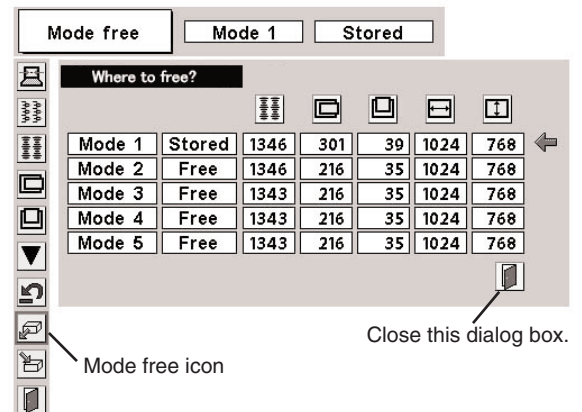 Mode free Mode 1 Stored
Where to free?
Mode 1 Stored 1346 301 39 1024 768
Mode 2 Free 1343 216 35 1024 768
Mode 3 Free 1343 216 35 1024 768
Mode 4 Free 1343 216 35 1024 768
Mode 5 Free 1343 216 35 1024 768
Close this dialog box.
Mode free icon